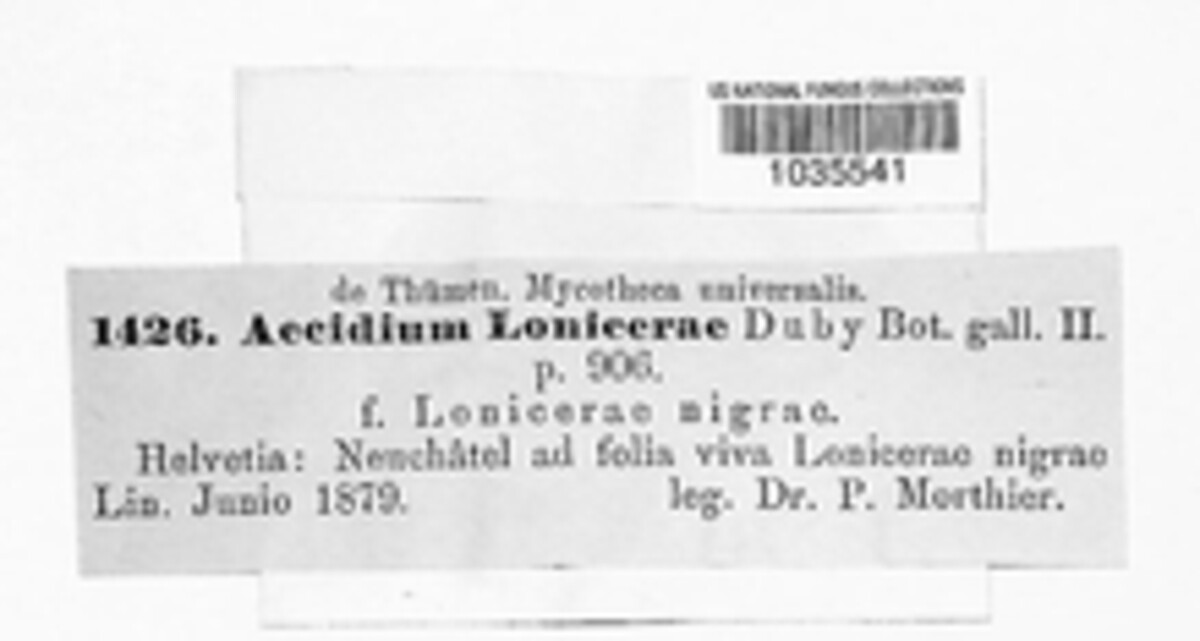 US NATIONAL FUNGUS COLLECTIONS
1035541
de Thümen. Mycotheca universalis.
1426. Aecidium Lonicerae Duby Bot. gall. II.
p. 906.
f. Lonicerae nigrae.
Helvetia: Neuchâtel ad folia viva Lonicerae nigrae
Lin. Junio 1879. leg. Dr. P. Morthier.